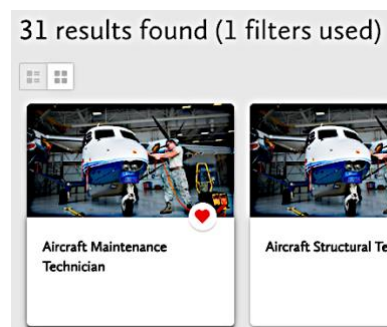 31 results found (1 filters used)
Aircraft Maintenance
Technician
Aircraft Structural Te